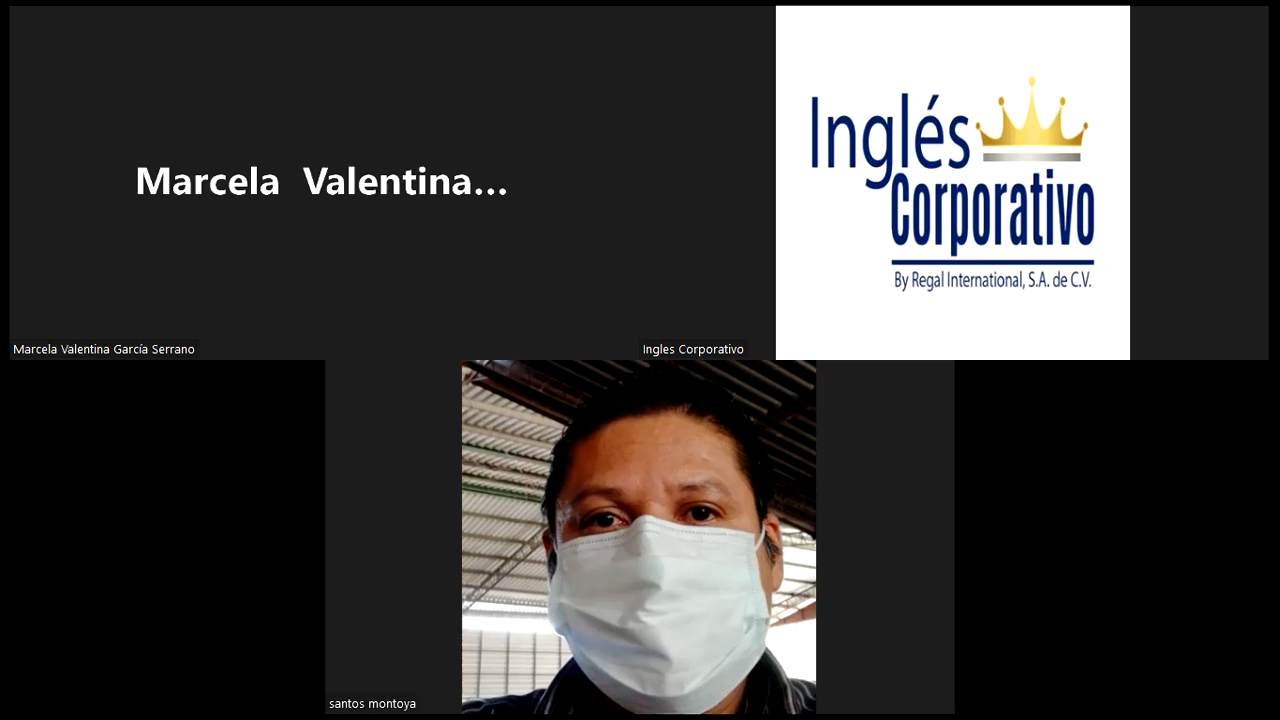 Marcela Valentina...
Inglés
Corporativo
By Regal International, S.A. de C.V.
Marcela Valentina García Serrano
Ingles Corporativo
santos montoya